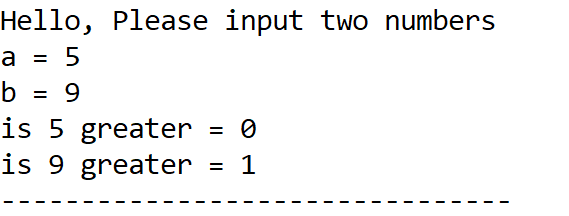 Hello, Please input two numbers
a = 5
b = 9
is 5 greater = 0
is 9 greater = 1
--------------------------------